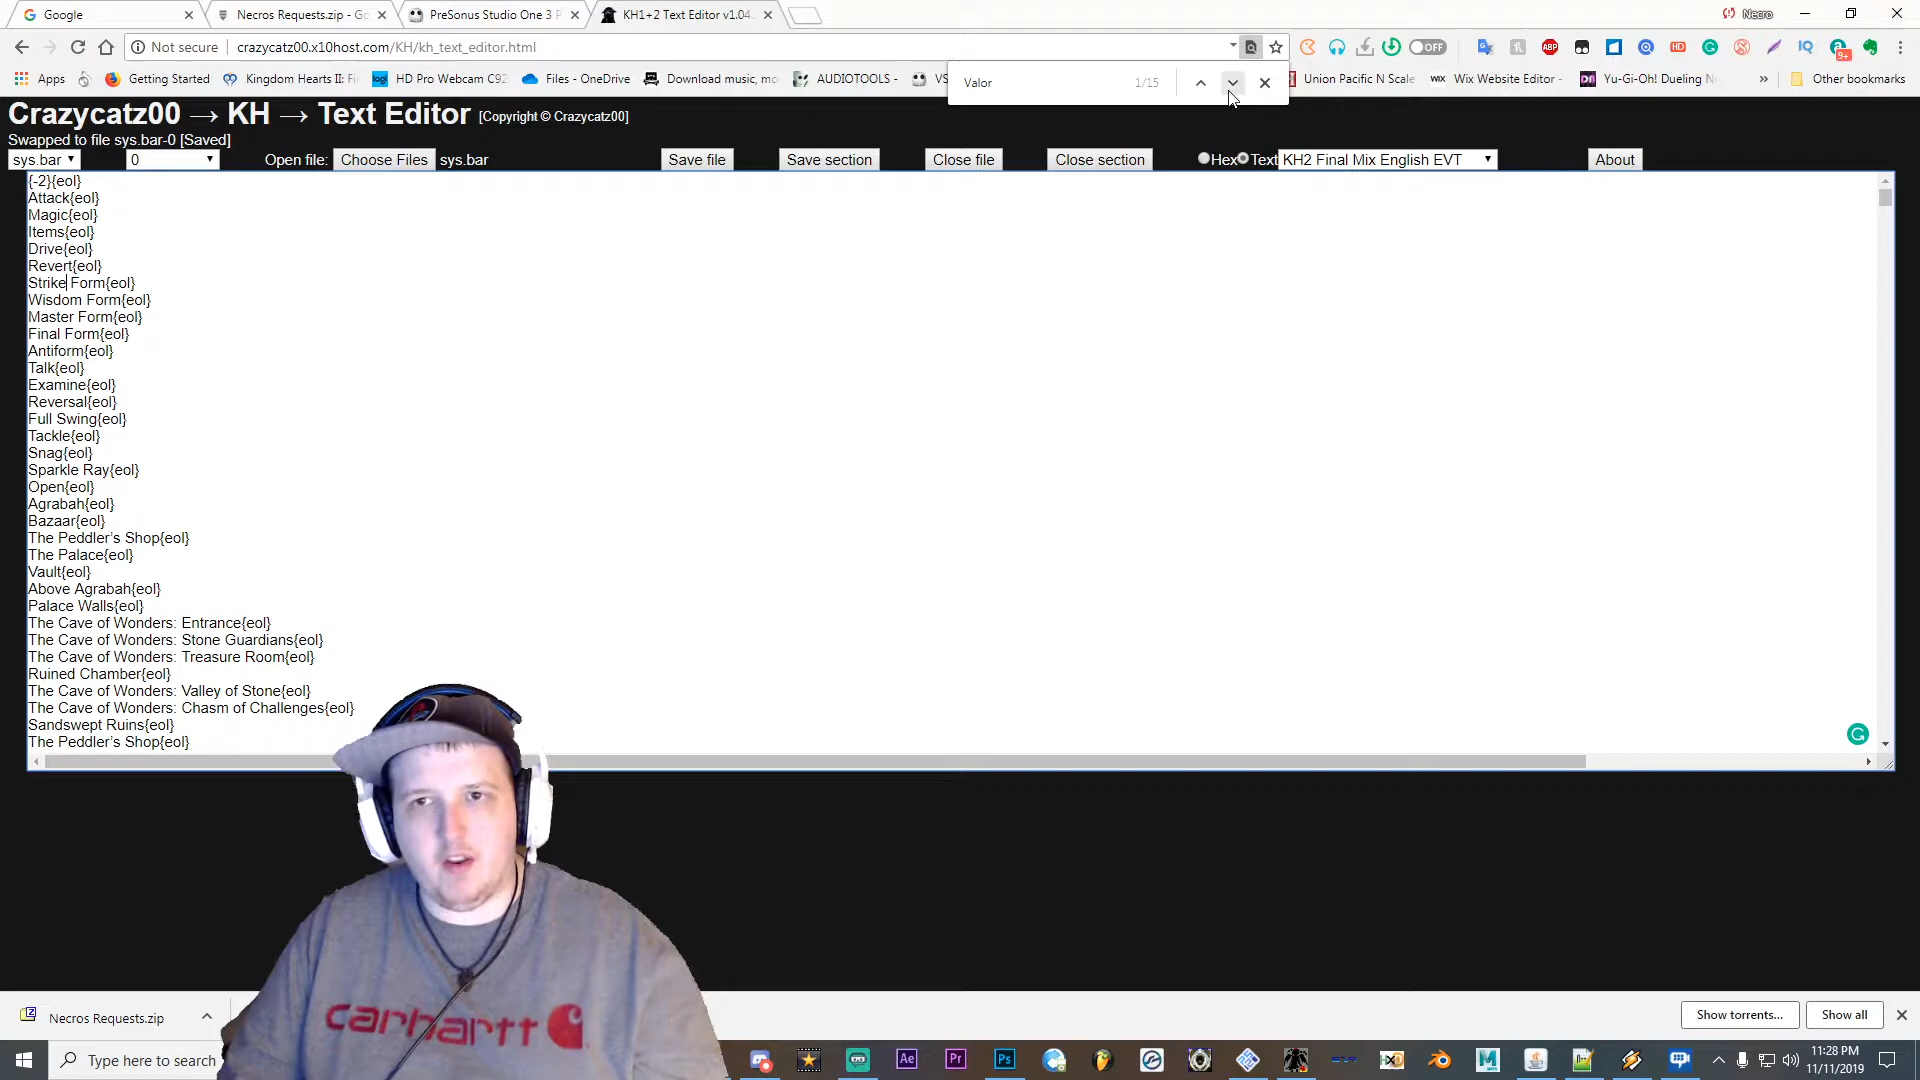 Google
Necros Requests.zip - Go
PreSonus Studio One 3 P
KH1+2 Text Editor v1.04
Necro
Not secure
crazycatz00.x10host.com/KH/kh_text_editor.html
OFF
Apps
Getting Started
Kingdom Hearts II: Fi
HD Pro Webcam C92
Files - OneDrive
Download music, mo
AUDIOTOOLS -
VS
Union Pacific N Scale
Wix Website Editor -
Yu-Gi-Oh! Dueling N
Other bookmarks
Valor
1/15
Crazycatz00 → KH → Text Editor [Copyright © Crazycatz00]
Swapped to file sys.bar-0 [Saved]
sys.bar 0 Open file: Choose Files sys.bar Save file Save section Close file Close section Hex Text KH2 Final Mix English EVT About
{-2}{eol}
Attack{eol}
Magic{eol}
Items{eol}
Drive{eol}
Revert{eol}
Strike Form{eol}
Wisdom Form{eol}
Master Form{eol}
Final Form{eol}
Antiform{eol}
Talk{eol}
Examine{eol}
Reversal{eol}
Full Swing{eol}
Tackle{eol}
Snag{eol}
Sparkle Ray{eol}
Open{eol}
Agrabah{eol}
Bazaar{eol}
The Peddler's Shop{eol}
The Palace{eol}
Vault{eol}
Above Agrabah{eol}
Palace Walls{eol}
The Cave of Wonders: Entrance{eol}
The Cave of Wonders: Stone Guardians{eol}
The Cave of Wonders: Treasure Room{eol}
Ruined Chamber{eol}
The Cave of Wonders: Valley of Stone{eol}
The Cave of Wonders: Chasm of Challenges{eol}
Sandswept Ruins{eol}
The Peddler's Shop{eol}
carhartt
Necros Requests.zip
Show torrents...
Show all
Type here to search
Ae
Pr
Ps
11:28 PM
11/11/2019